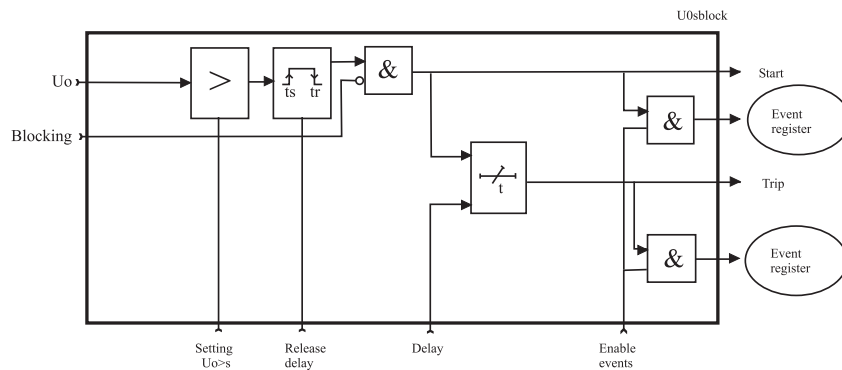 U0sblock
Uo
>
ts
tr
&
Start
Blocking
&
Event
register
t
Trip
&
Event
register
Setting
Uo>s
Release
delay
Delay
Enable
events